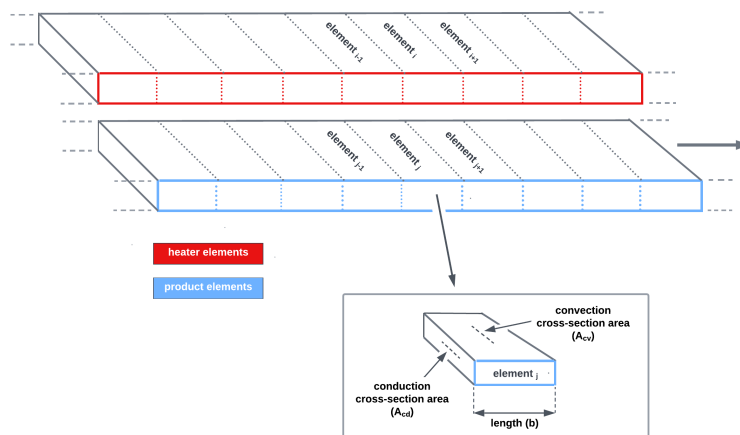 element i-1
element i
element i+1
element j-1
element j
element j+1
heater elements
product elements
convection
cross-section area
(Acv)
element j
conduction
cross-section area
(Acd)
length (b)